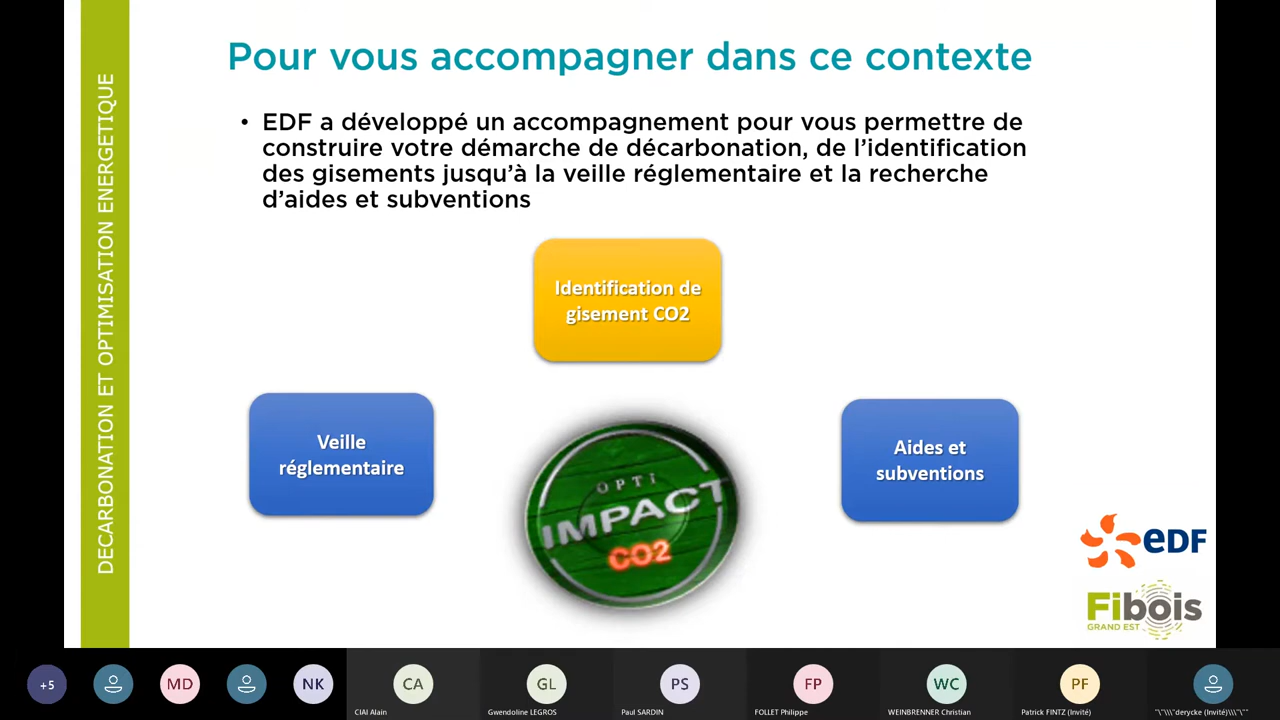 DECARBONATION ET OPTIMISATION ENERGETIQUE
Pour vous accompagner dans ce contexte
• EDF a développé un accompagnement pour vous permettre de
construire votre démarche de décarbonation, de l’identification
des gisements jusqu’à la veille réglementaire et la recherche
d’aides et subventions
Identification de
gisement CO2
Veille
réglementaire
Aides et
subventions
OPTI
IMPACT
CO2
eDF
Fibois
GRAND EST
+5
MD
NK
CA
GL
PS
FP
WC
PF
CIAI Alain
Gwendoline LEGROS
Paul SARDIN
FOLLET Philippe
WEINBRENNER Christian
Patrick FINTZ (Invité)
"\"\\\"derycke (Invité)\\\"\""